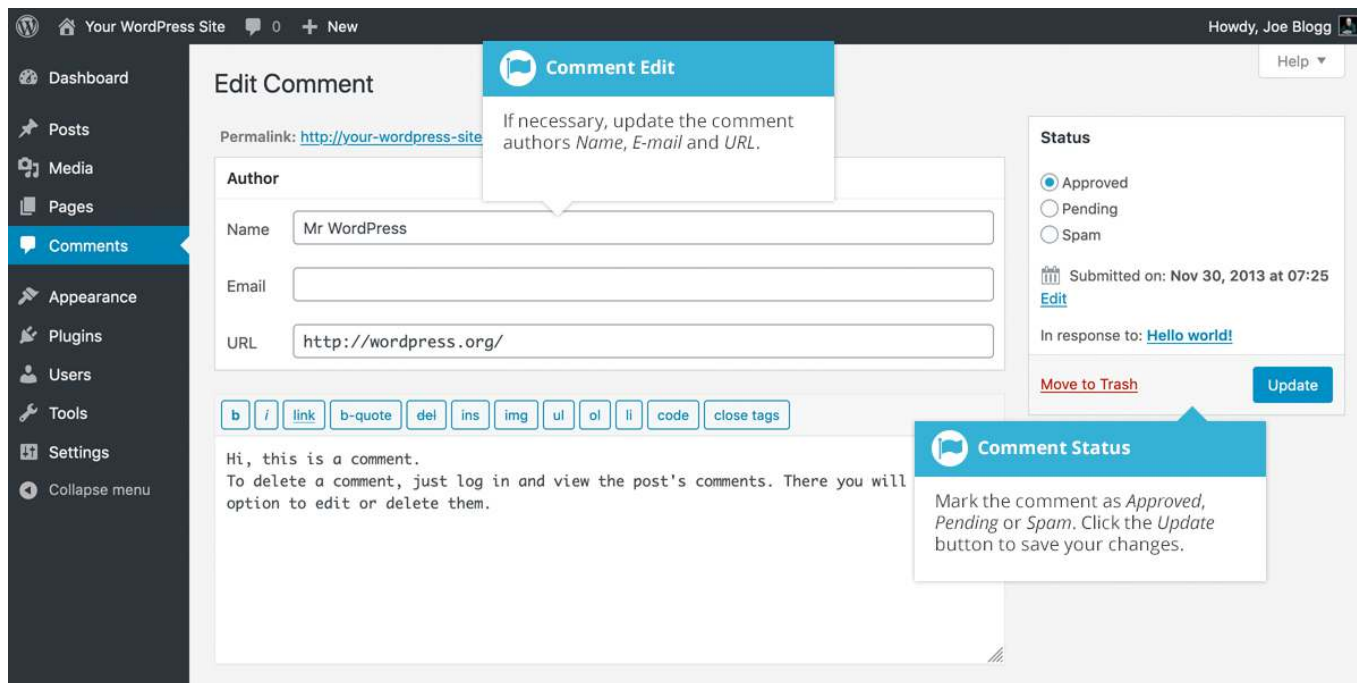 Your WordPress Site 0 + New Howdy, Joe Blogg
Help
Dashboard
Posts
Media
Pages
Comments
Appearance
Plugins
Users
Tools
Settings
Collapse menu
Edit Comment
Permalink: http://your-wordpress-site
Comment Edit
If necessary, update the comment
authors Name, E-mail and URL.
Author
Name Mr WordPress
Email
URL http://wordpress.org/
b i link b-quote del ins img ul ol li code close tags
Hi, this is a comment.
To delete a comment, just log in and view the post's comments. There you will
option to edit or delete them.
Status
Approved
Pending
Spam
Submitted on: Nov 30, 2013 at 07:25
Edit
In response to: Hello world!
Move to Trash Update
Comment Status
Mark the comment as Approved,
Pending or Spam. Click the Update
button to save your changes.